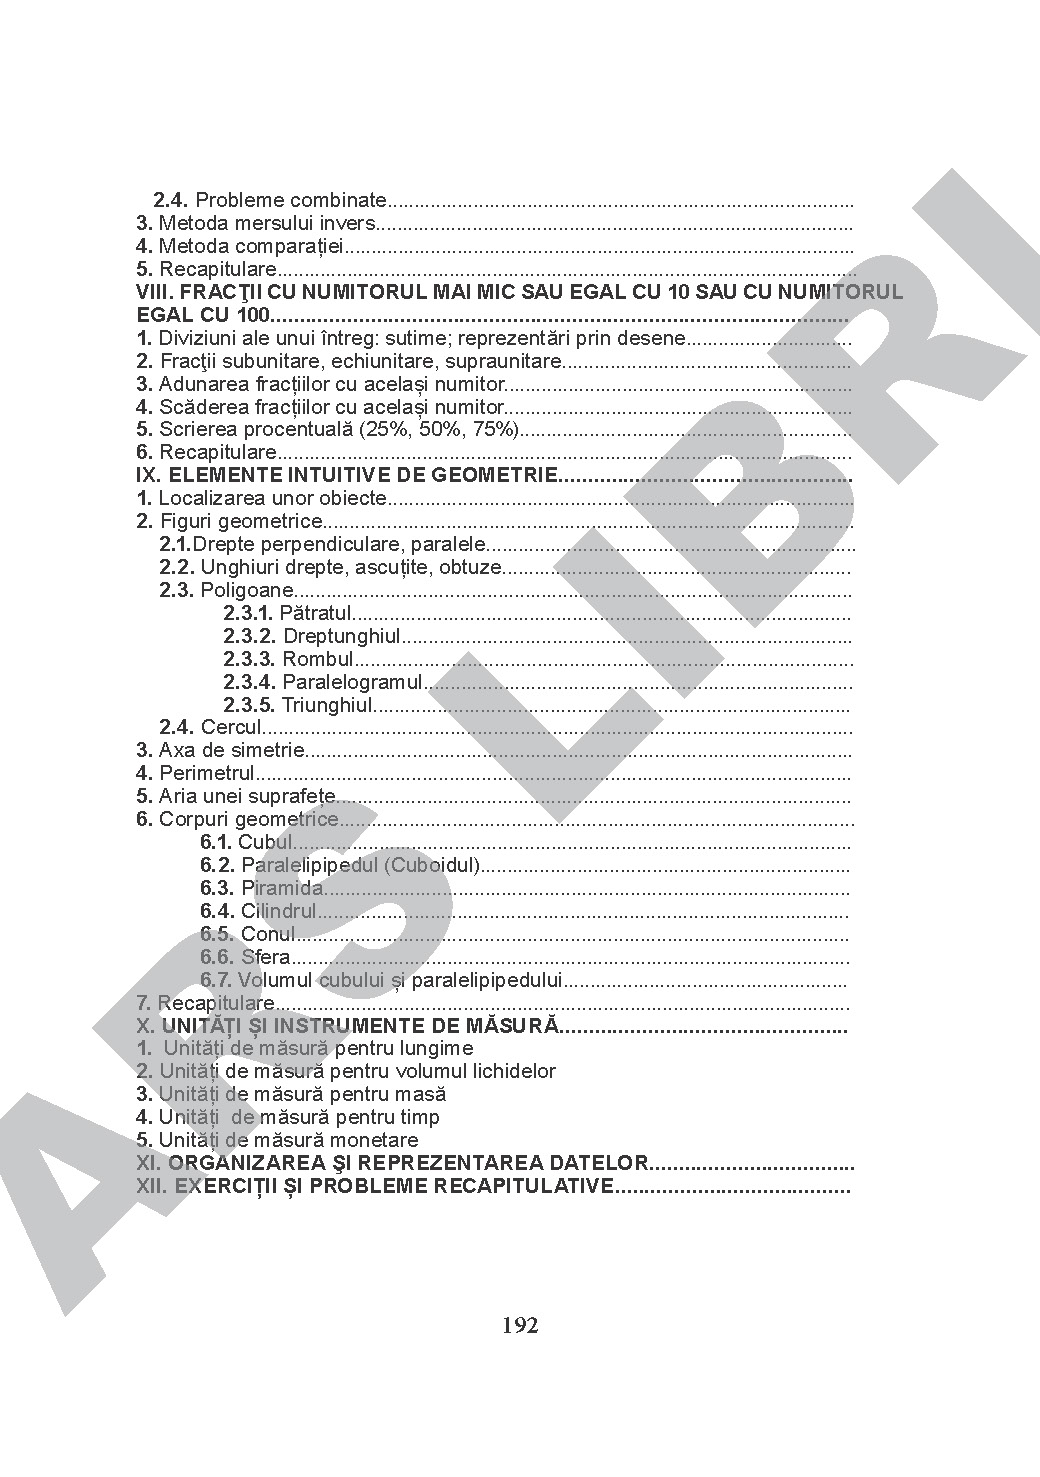 2.4. Probleme combinate.......................................................................................
3. Metoda mersului invers.........................................................................................
4. Metoda comparației...............................................................................................
5. Recapitulare............................................................................................................
VIII. FRACŢII CU NUMITORUL MAI MIC SAU EGAL CU 10 SAU CU NUMITORUL
EGAL CU 100..................................................................................................
1. Diviziuni ale unui întreg: sutime; reprezentări prin desene...............................
2. Fracţii subunitare, echiunitare, supraunitare......................................................
3. Adunarea fracțiilor cu același numitor.................................................................
4. Scăderea fracțiilor cu același numitor.................................................................
5. Scrierea procentuală (25%, 50%, 75%)..............................................................
6. Recapitulare...........................................................................................................
IX. ELEMENTE INTUITIVE DE GEOMETRIE.................................................
1. Localizarea unor obiecte.......................................................................................
2. Figuri geometrice...................................................................................................
2.1.Drepte perpendiculare, paralele.....................................................................
2.2. Unghiuri drepte, ascuțite, obtuze.................................................................
2.3. Poligoane........................................................................................................
2.3.1. Pătratul.............................................................................................
2.3.2. Dreptunghiul....................................................................................
2.3.3. Rombul.............................................................................................
2.3.4. Paralelogramul................................................................................
2.3.5. Triunghiul.........................................................................................
2.4. Cercul..............................................................................................................
3. Axa de simetrie......................................................................................................
4. Perimetrul...............................................................................................................
5. Aria unei suprafețe................................................................................................
6. Corpuri geometrice................................................................................................
6.1. Cubul........................................................................................................
6.2. Paralelipipedul (Cuboidul).....................................................................
6.3. Piramida..................................................................................................
6.4. Cilindrul...................................................................................................
6.5. Conul.......................................................................................................
6.6. Sfera........................................................................................................
6.7. Volumul cubului și paralelipipedului.....................................................
7. Recapitulare...........................................................................................................
X. UNITĂȚI ȘI INSTRUMENTE DE MĂSURĂ................................................
1. Unități de măsură pentru lungime
2. Unități de măsură pentru volumul lichidelor
3. Unități de măsură pentru masă
4. Unități de măsură pentru timp
5. Unități de măsură monetare
XI. ORGANIZAREA ŞI REPREZENTAREA DATELOR...................................
XII. EXERCIȚII ȘI PROBLEME RECAPITULATIVE........................................
192
ARS LIBRI